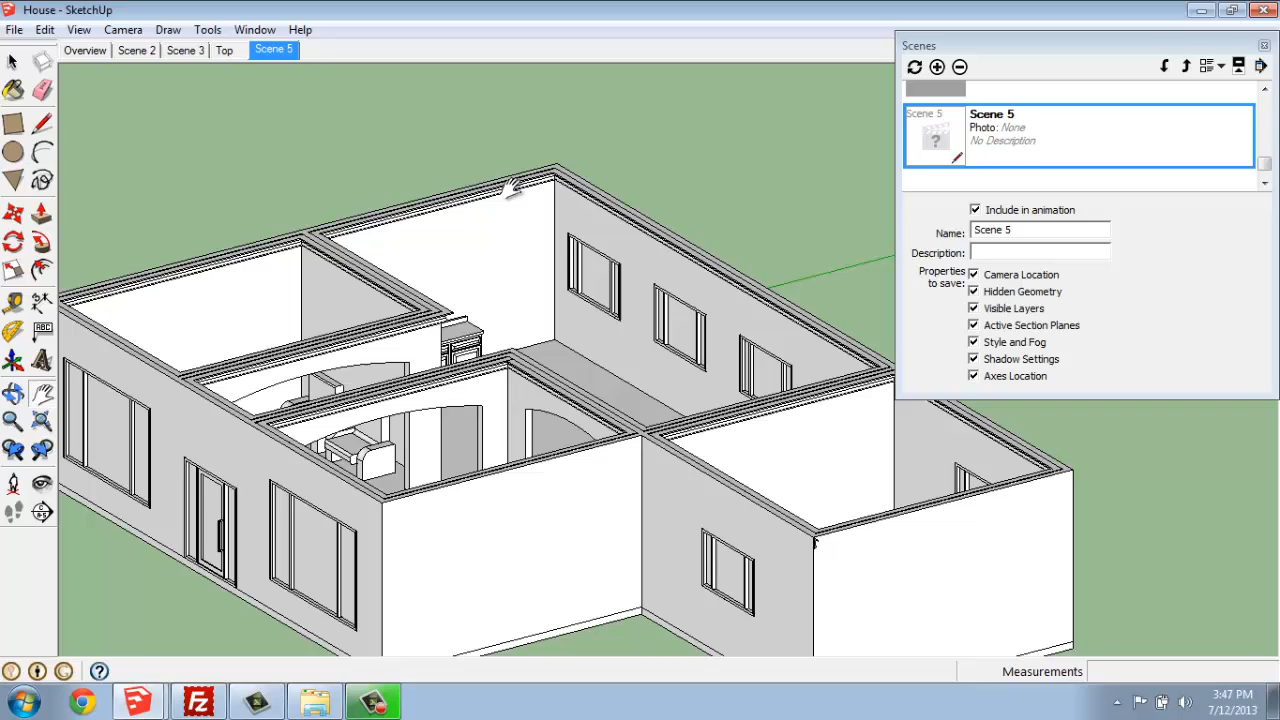 House - SketchUp
File Edit View Camera Draw Tools Window Help
Overview Scene 2 Scene 3 Top Scene 5
Scenes
Scene 5
?
Scene 5
Photo: None
No Description
Include in animation
Name: Scene 5
Description:
Properties to save:
Camera Location
Hidden Geometry
Visible Layers
Active Section Planes
Style and Fog
Shadow Settings
Axes Location
ABC
A
?
Measurements
Fz
3:47 PM
7/12/2013